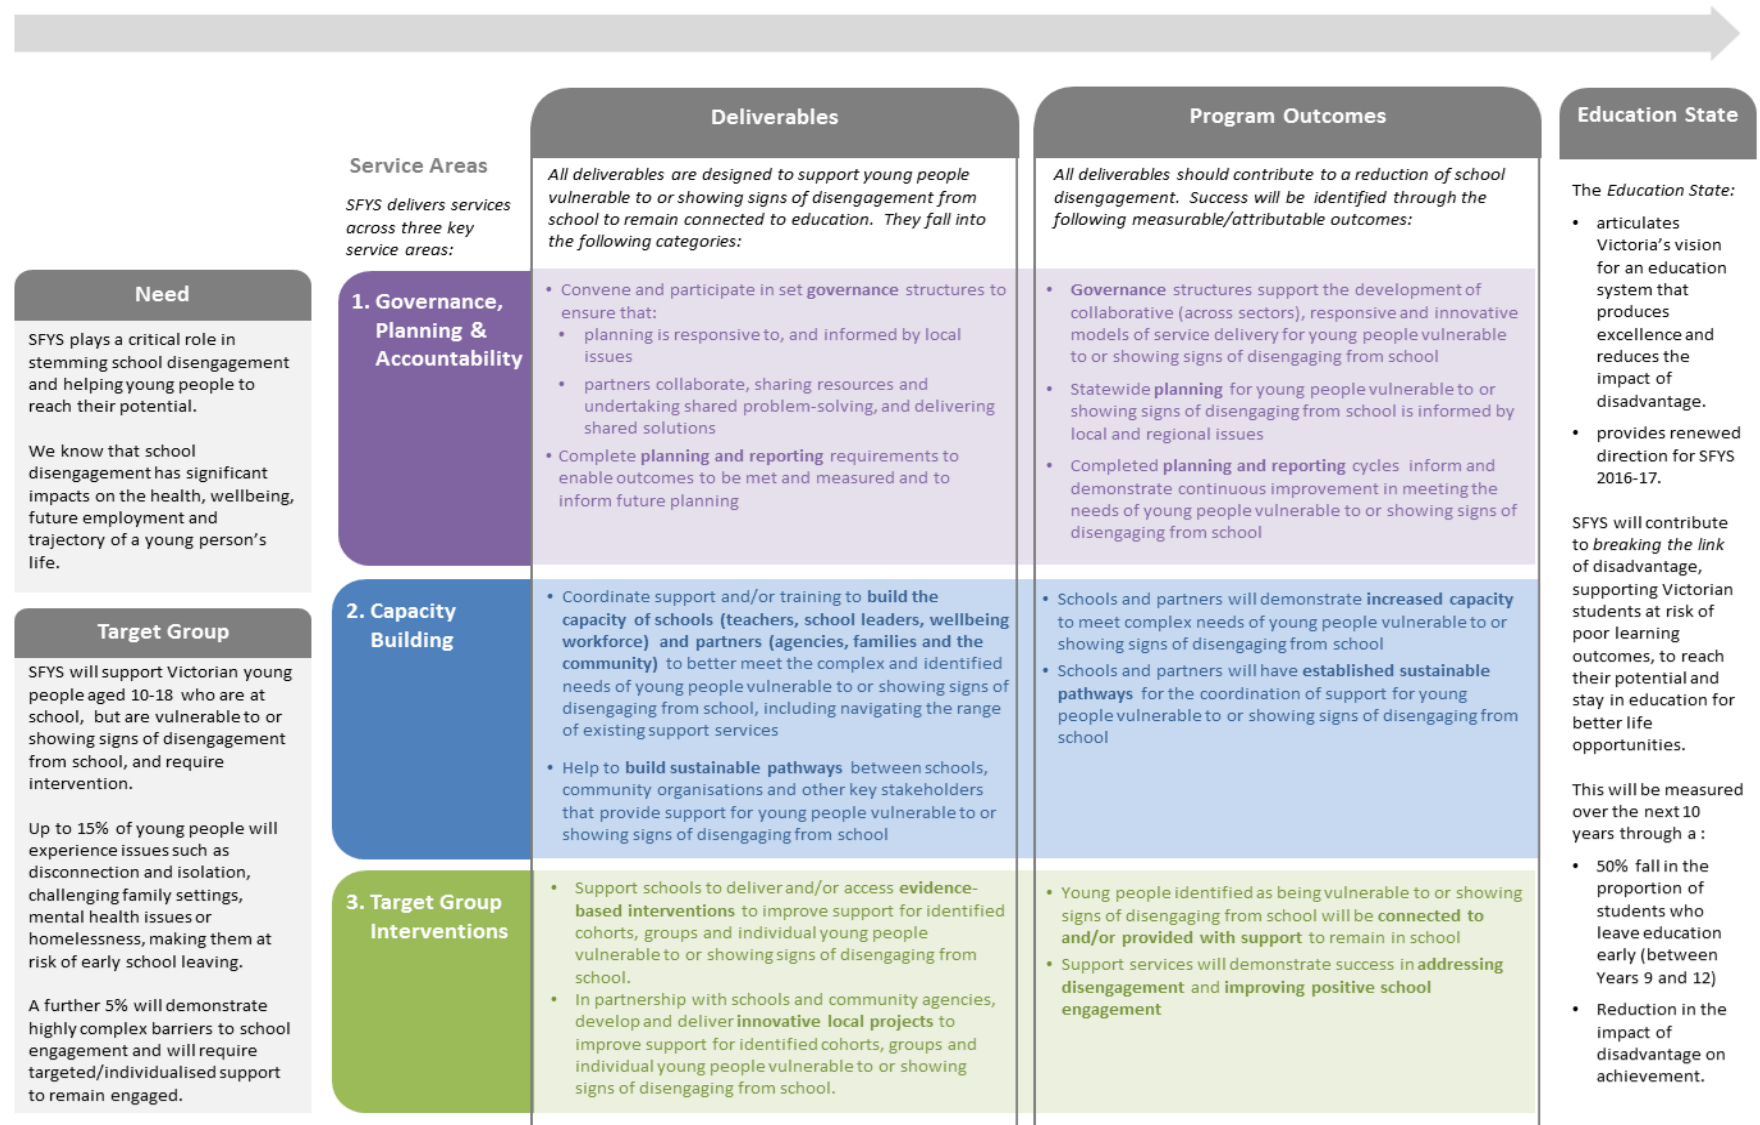 Need
SFYS plays a critical role in
stemming school disengagement
and helping young people to
reach their potential.
We know that school
disengagement has significant
impacts on the health, wellbeing,
future employment and
trajectory of a young person's
life.
Target Group
SFYS will support Victorian young
people aged 10-18 who are at
school, but are vulnerable to or
showing signs of disengagement
from school, and require
intervention.
Up to 15% of young people will
experience issues such as
disconnection and isolation,
challenging family settings,
mental health issues or
homelessness, making them at
risk of early school leaving.
A further 5% will demonstrate
highly complex barriers to school
engagement and will require
targeted/individualised support
to remain engaged.
Service Areas
SFYS delivers services
across three key
service areas:
1. Governance,
Planning &
Accountability
2. Capacity
Building
3. Target Group
Interventions
Deliverables
All deliverables are designed to support young people
vulnerable to or showing signs of disengagement from
school to remain connected to education. They fall into
the following categories:
• Convene and participate in set governance structures to
ensure that:
• planning is responsive to, and informed by local
issues
• partners collaborate, sharing resources and
undertaking shared problem-solving, and delivering
shared solutions
• Complete planning and reporting requirements to
enable outcomes to be met and measured and to
inform future planning
• Coordinate support and/or training to build the
capacity of schools (teachers, school leaders, wellbeing
workforce) and partners (agencies, families and the
community) to better meet the complex and identified
needs of young people vulnerable to or showing signs of
disengaging from school, including navigating the range
of existing support services
• Help to build sustainable pathways between schools,
community organisations and other key stakeholders
that provide support for young people vulnerable to or
showing signs of disengaging from school
• Support schools to deliver and/or access evidence-
based interventions to improve support for identified
cohorts, groups and individual young people
vulnerable to or showing signs of disengaging from
school.
• In partnership with schools and community agencies,
develop and deliver innovative local projects to
improve support for identified cohorts, groups and
individual young people vulnerable to or showing
signs of disengaging from school.
Program Outcomes
All deliverables should contribute to a reduction of school
disengagement. Success will be identified through the
following measurable/attributable outcomes:
• Governance structures support the development of
collaborative (across sectors), responsive and innovative
models of service delivery for young people vulnerable
to or showing signs of disengaging from school
• Statewide planning for young people vulnerable to or
showing signs of disengaging from school is informed by
local and regional issues
• Completed planning and reporting cycles inform and
demonstrate continuous improvement in meeting the
needs of young people vulnerable to or showing signs of
disengaging from school
• Schools and partners will demonstrate increased capacity
to meet complex needs of young people vulnerable to or
showing signs of disengaging from school
• Schools and partners will have established sustainable
pathways for the coordination of support for young
people vulnerable to or showing signs of disengaging from
school
• Young people identified as being vulnerable to or showing
signs of disengaging from school will be connected to
and/or provided with support to remain in school
• Support services will demonstrate success in addressing
disengagement and improving positive school
engagement
Education State
The Education State:
• articulates
Victoria's vision
for an education
system that
produces
excellence and
reduces the
impact of
disadvantage.
• provides renewed
direction for SFYS
2016-17.
SFYS will contribute
to breaking the link
of disadvantage,
supporting Victorian
students at risk of
poor learning
outcomes, to reach
their potential and
stay in education for
better life
opportunities.
This will be measured
over the next 10
years through a :
• 50% fall in the
proportion of
students who
leave education
early (between
Years 9 and 12)
• Reduction in the
impact of
disadvantage on
achievement.